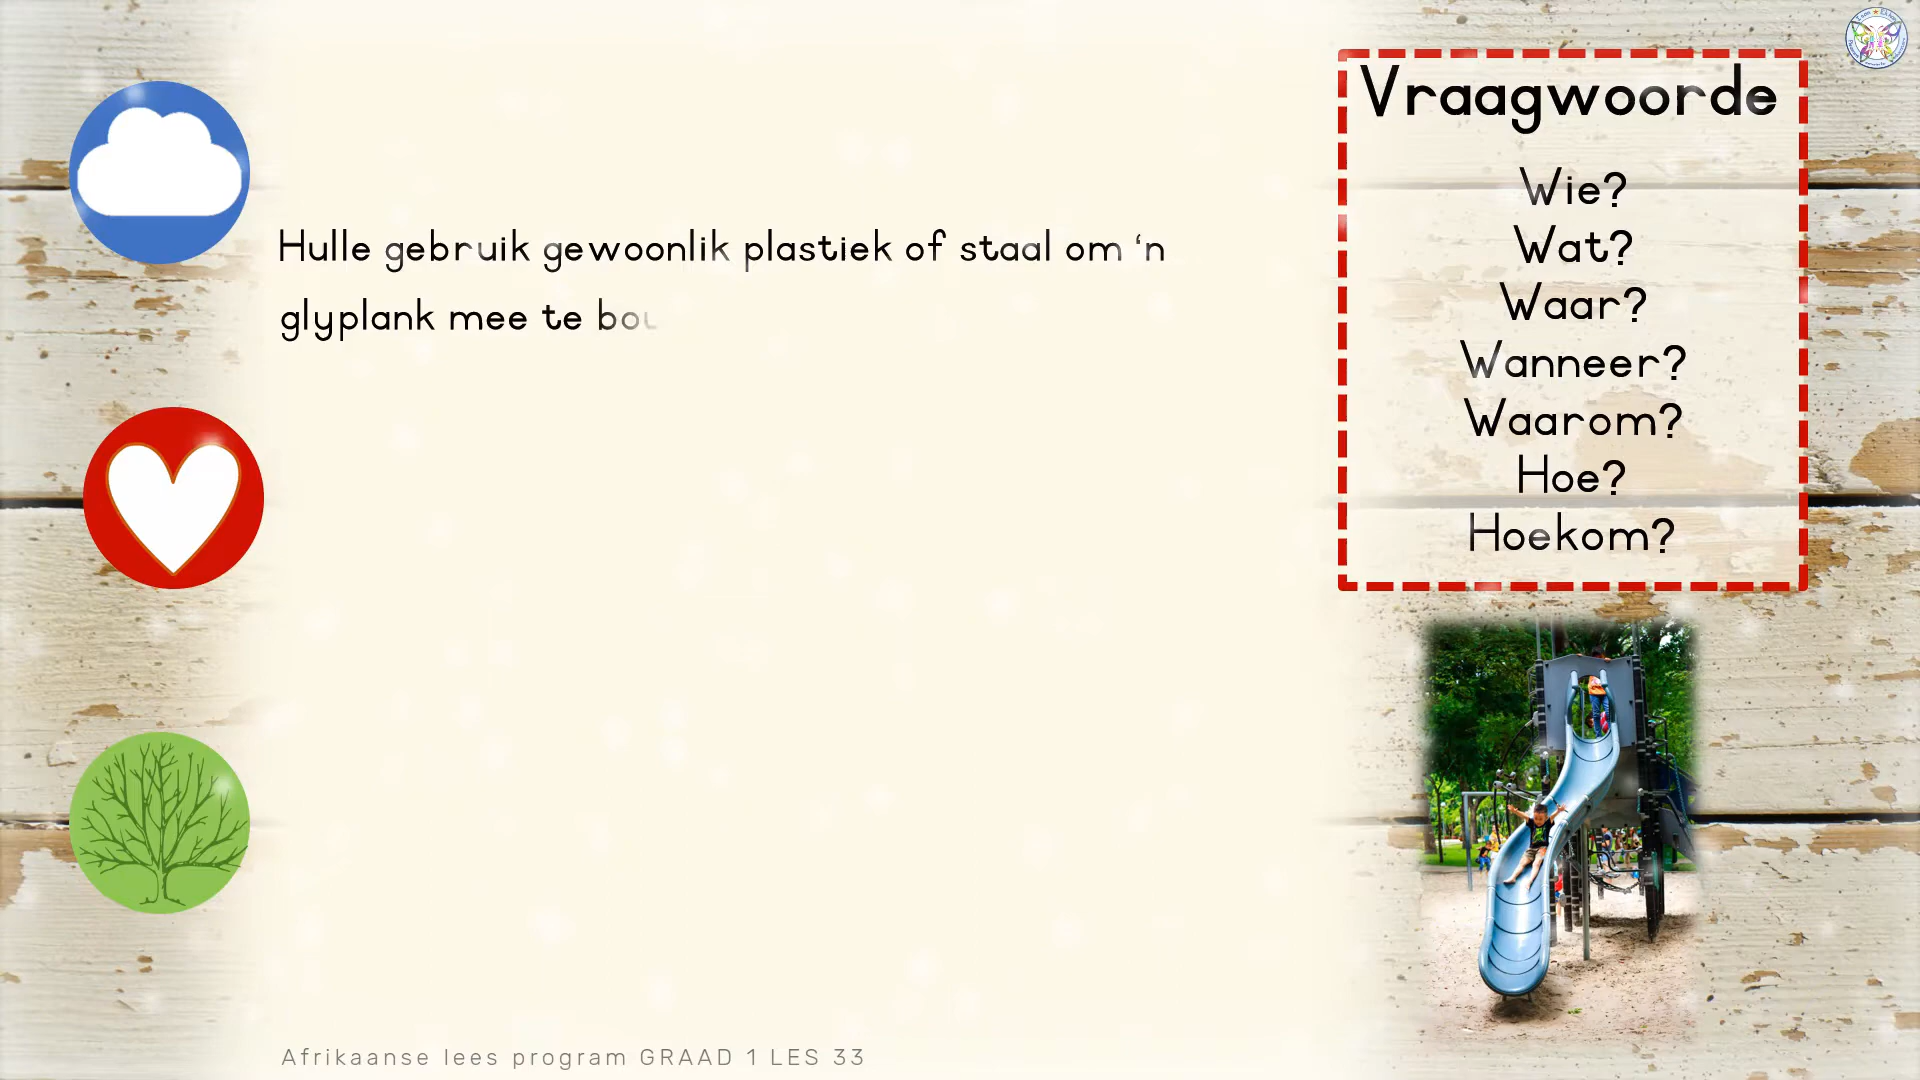 Hulle gebruik gewoonlik plastiek of staal om ‘n
glyplank mee te bou
Vraagwoorde
Wie?
Wat?
Waar?
Wanneer?
Waarom?
Hoe?
Hoekom?
Afrikaanse lees program GRAAD 1 LES 33